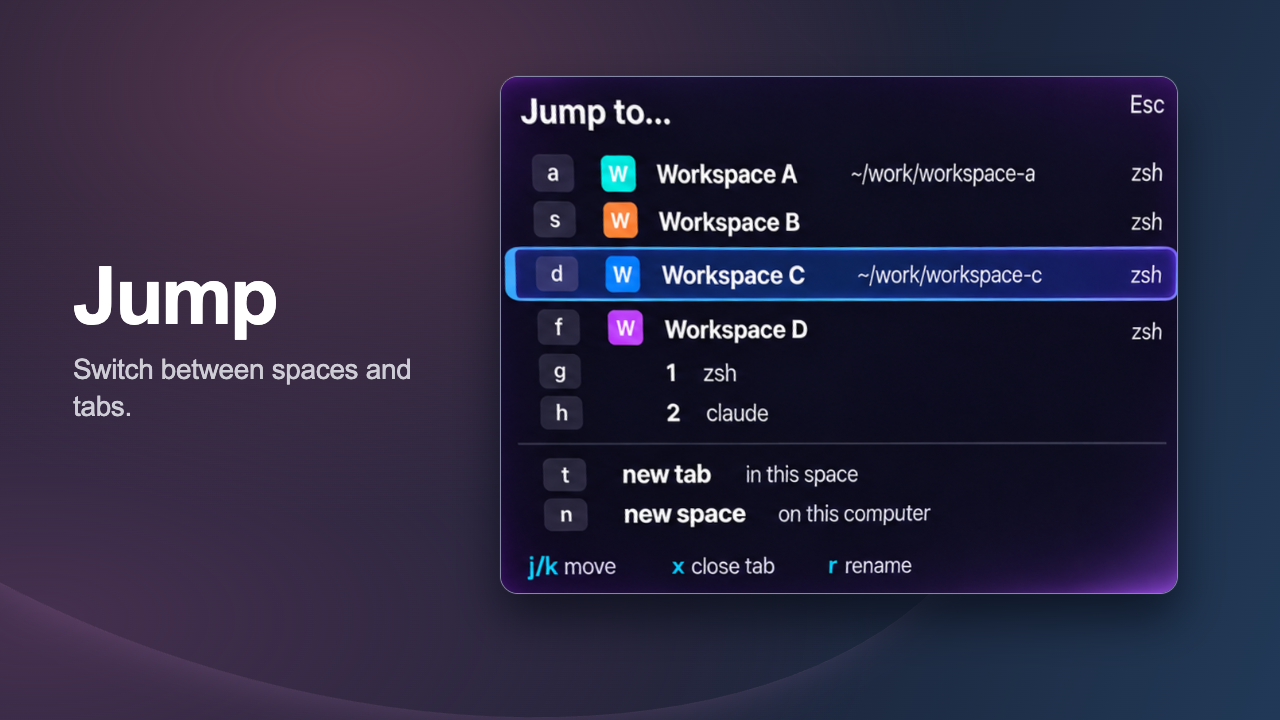 Jump
Switch between spaces and
tabs.
Jump to... Esc
a W Workspace A ~/work/workspace-a zsh
s W Workspace B zsh
d W Workspace C ~/work/workspace-c zsh
f W Workspace D zsh
g 1 zsh
h 2 claude
t new tab in this space
n new space on this computer
j/k move x close tab r rename